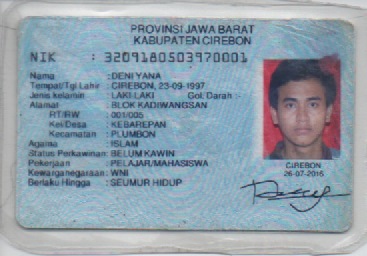 PROVINSI JAWA BARAT
KABUPATEN CIREBON
NIK : 3209180503970001
Nama : DENI YANA
Tempat/Tgl Lahir : CIREBON, 23-09-1997
Jenis kelamin : LAKI-LAKI Gol. Darah :-
Alamat : BLOK KADIWANGSAN
RT/RW : 001/005
Kel/Desa : KEBAREPAN
Kecamatan : PLUMBON
Agama : ISLAM
Status Perkawinan: BELUM KAWIN
Pekerjaan : PELAJAR/MAHASISWA
Kewarganegaraan: WNI
Berlaku Hingga : SEUMUR HIDUP
CIREBON
26-07-2016